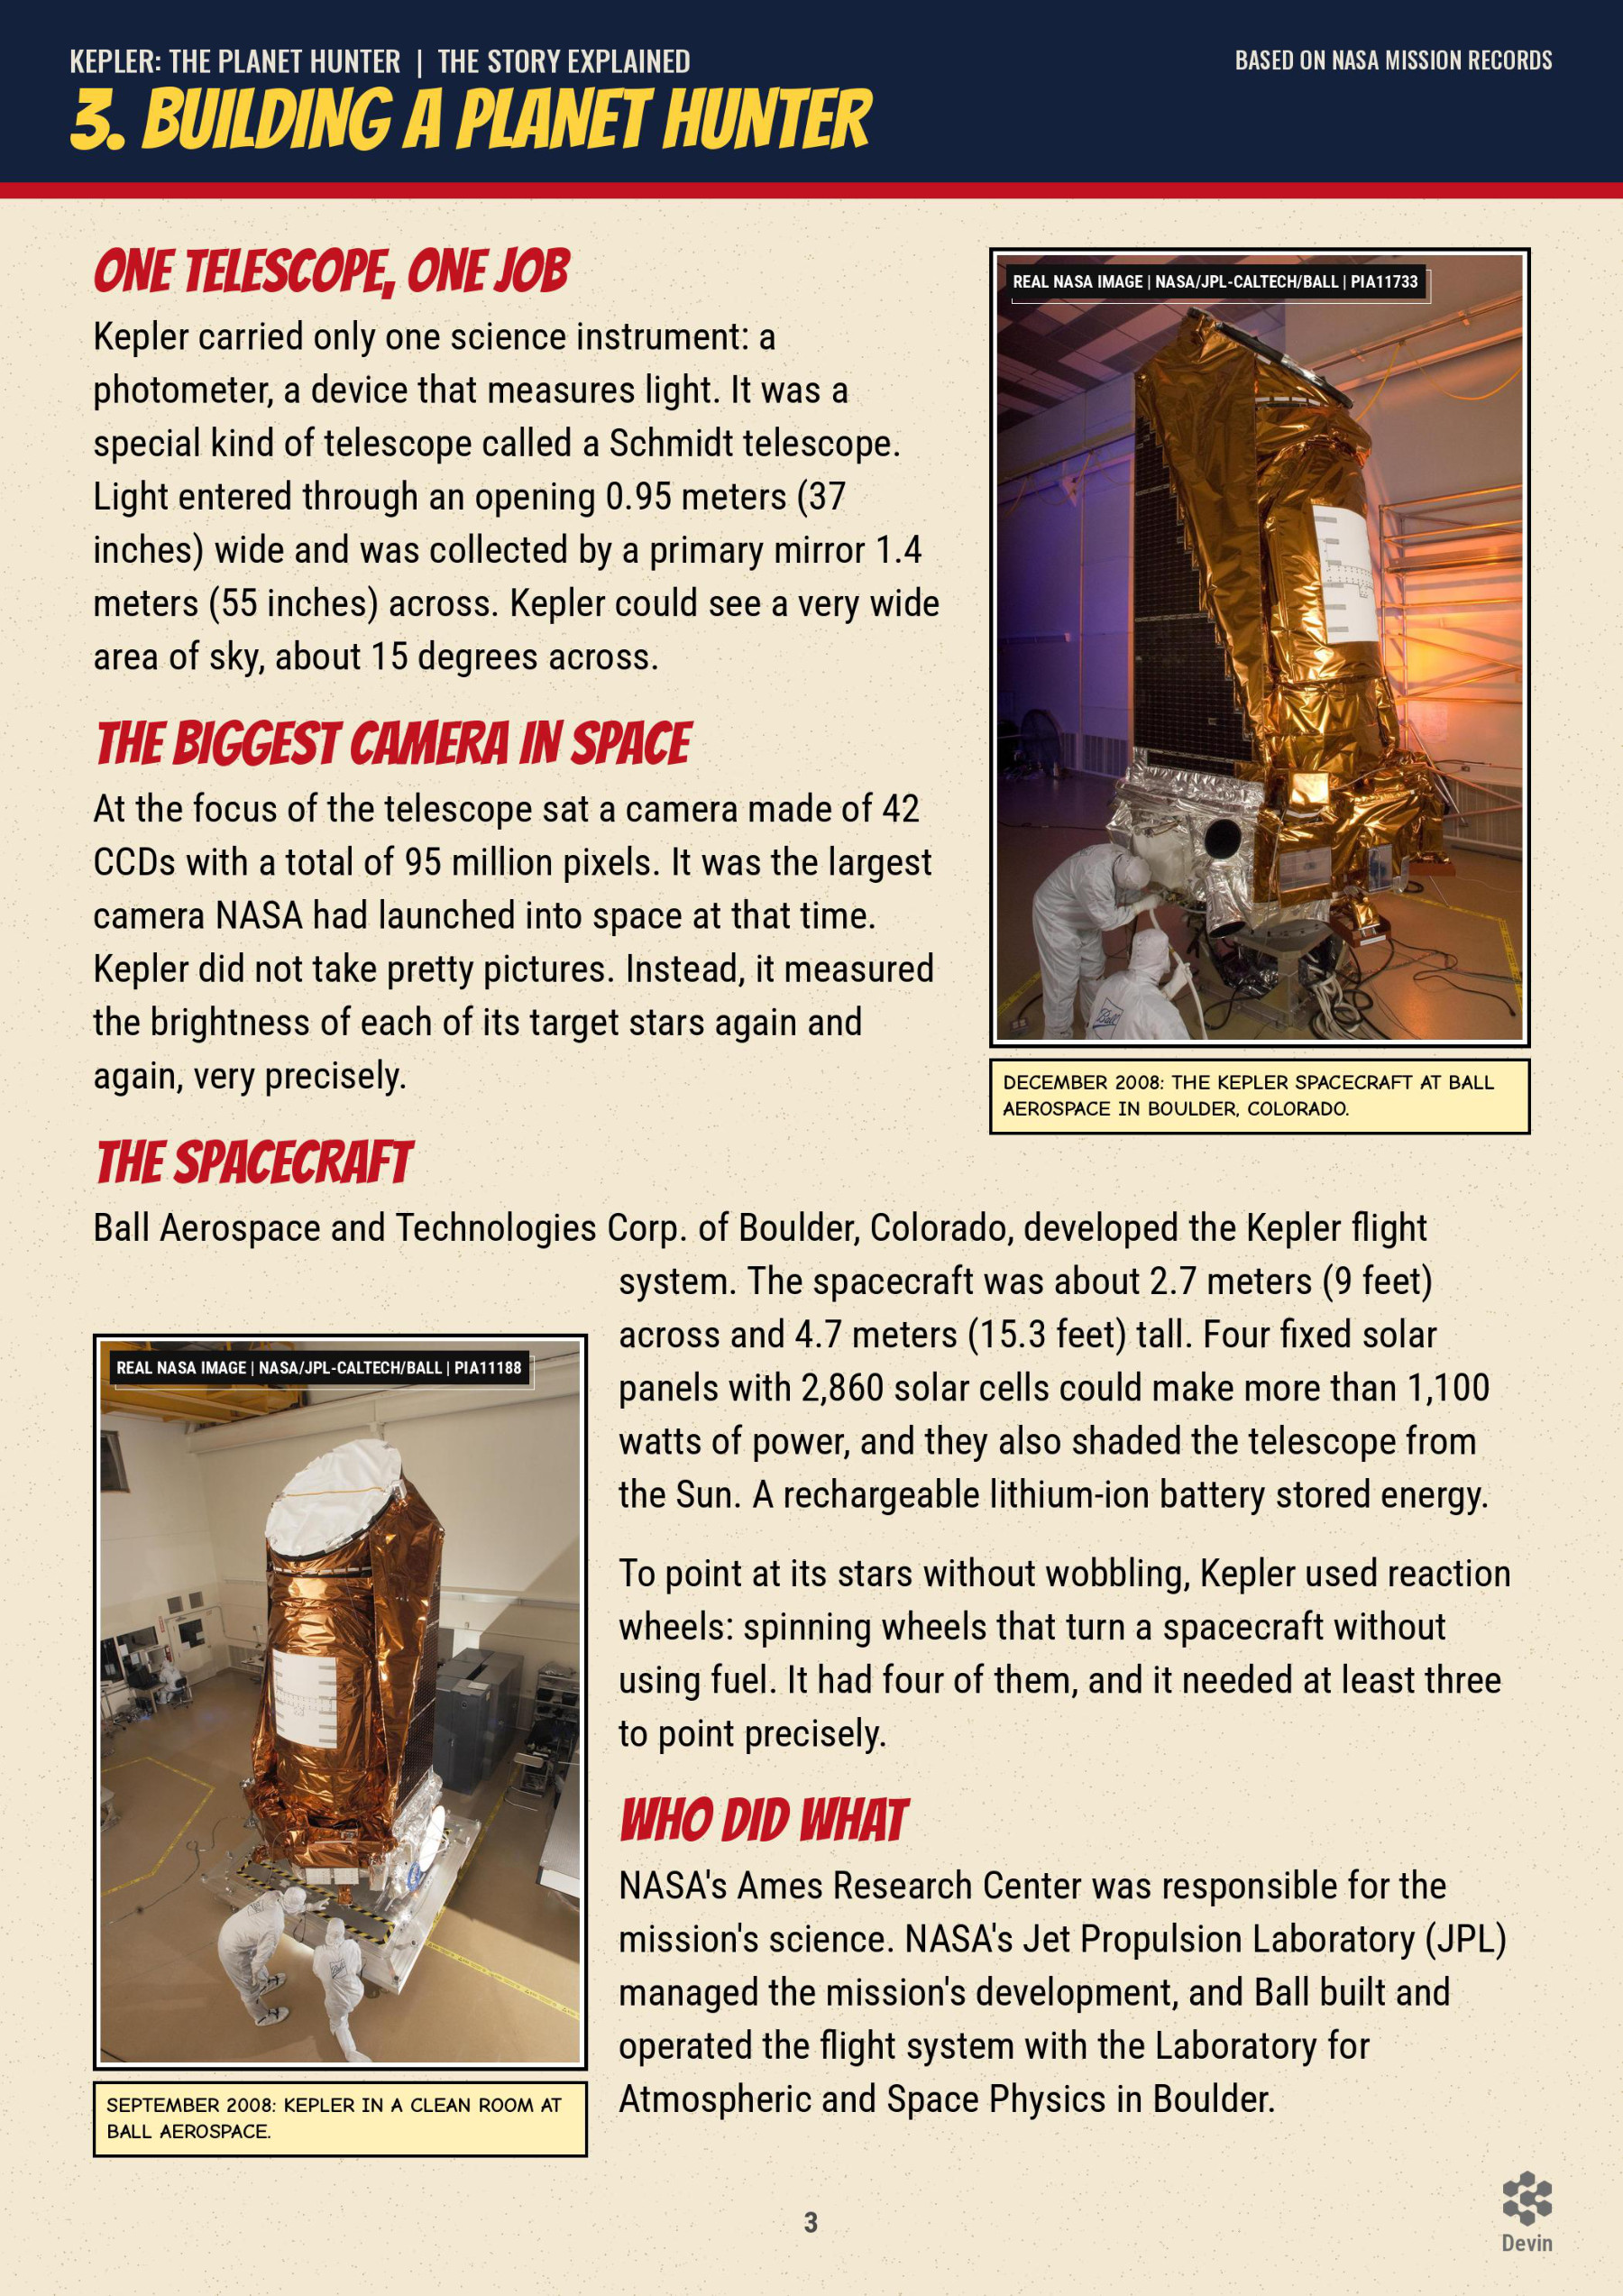 KEPLER: THE PLANET HUNTER | THE STORY EXPLAINED
BASED ON NASA MISSION RECORDS
3. BUILDING A PLANET HUNTER
ONE TELESCOPE, ONE JOB
Kepler carried only one science instrument: a
photometer, a device that measures light. It was a
special kind of telescope called a Schmidt telescope.
Light entered through an opening 0.95 meters (37
inches) wide and was collected by a primary mirror 1.4
meters (55 inches) across. Kepler could see a very wide
area of sky, about 15 degrees across.
REAL NASA IMAGE | NASA/JPL-CALTECH/BALL | PIA11733
Ball
DECEMBER 2008: THE KEPLER SPACECRAFT AT BALL
AEROSPACE IN BOULDER, COLORADO.
THE BIGGEST CAMERA IN SPACE
At the focus of the telescope sat a camera made of 42
CCDs with a total of 95 million pixels. It was the largest
camera NASA had launched into space at that time.
Kepler did not take pretty pictures. Instead, it measured
the brightness of each of its target stars again and
again, very precisely.
THE SPACECRAFT
Ball Aerospace and Technologies Corp. of Boulder, Colorado, developed the Kepler flight
system. The spacecraft was about 2.7 meters (9 feet)
across and 4.7 meters (15.3 feet) tall. Four fixed solar
panels with 2,860 solar cells could make more than 1,100
watts of power, and they also shaded the telescope from
the Sun. A rechargeable lithium-ion battery stored energy.
To point at its stars without wobbling, Kepler used reaction
wheels: spinning wheels that turn a spacecraft without
using fuel. It had four of them, and it needed at least three
to point precisely.
REAL NASA IMAGE | NASA/JPL-CALTECH/BALL | PIA11188
SEPTEMBER 2008: KEPLER IN A CLEAN ROOM AT
BALL AEROSPACE.
WHO DID WHAT
NASA's Ames Research Center was responsible for the
mission's science. NASA's Jet Propulsion Laboratory (JPL)
managed the mission's development, and Ball built and
operated the flight system with the Laboratory for
Atmospheric and Space Physics in Boulder.
3
Devin